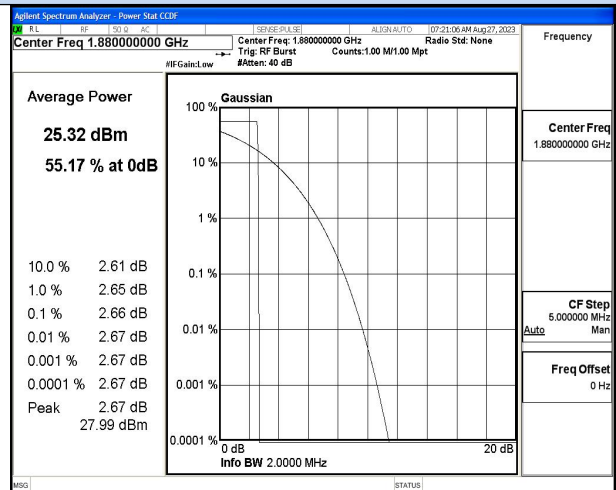 Agilent Spectrum Analyzer - Power Stat CCDF
RL RF 50 Ω AC SENSE:PULSE ALIGN AUTO 07:21:06 AM Aug 27, 2023
Center Freq 1.880000000 GHz
Center Freq: 1.880000000 GHz Radio Std: None
Trig: RF Burst Counts:1.00 M/1.00 Mpt
#IFGain:Low #Atten: 40 dB
Frequency
Average Power
25.32 dBm
55.17 % at 0dB
10.0 % 2.61 dB
1.0 % 2.65 dB
0.1 % 2.66 dB
0.01 % 2.67 dB
0.001 % 2.67 dB
0.0001 % 2.67 dB
Peak 2.67 dB
27.99 dBm
Gaussian
100 %
10 %
1 %
0.1 %
0.01 %
0.001 %
0.0001 %
0 dB 20 dB
Info BW 2.0000 MHz
Center Freq
1.880000000 GHz
CF Step
5.000000 MHz
Auto Man
Freq Offset
0 Hz
MSG STATUS